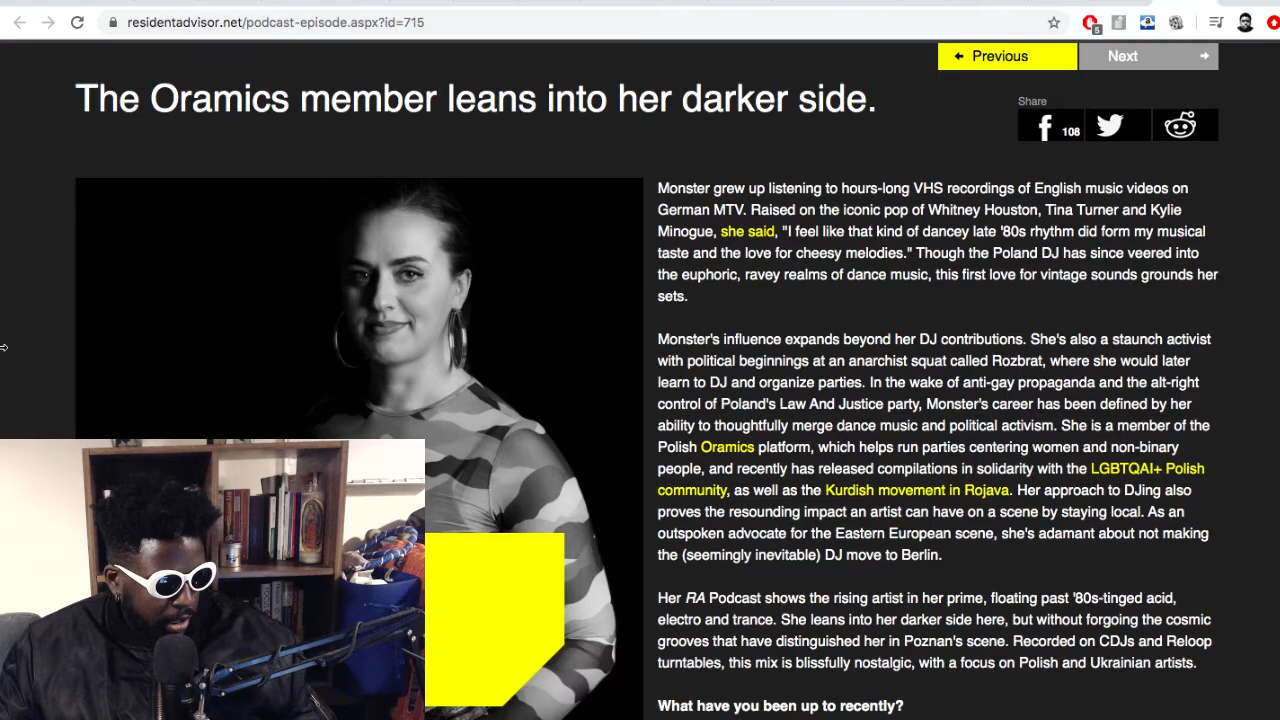 residentadvisor.net/podcast-episode.aspx?id=715
5
Previous
Next
The Oramics member leans into her darker side.
Share
108
Monster grew up listening to hours-long VHS recordings of English music videos on
German MTV. Raised on the iconic pop of Whitney Houston, Tina Turner and Kylie
Minogue, she said, "I feel like that kind of dancey late '80s rhythm did form my musical
taste and the love for cheesy melodies." Though the Poland DJ has since veered into
the euphoric, ravey realms of dance music, this first love for vintage sounds grounds her
sets.
Monster's influence expands beyond her DJ contributions. She's also a staunch activist
with political beginnings at an anarchist squat called Rozbrat, where she would later
learn to DJ and organize parties. In the wake of anti-gay propaganda and the alt-right
control of Poland's Law And Justice party, Monster's career has been defined by her
ability to thoughtfully merge dance music and political activism. She is a member of the
Polish Oramics platform, which helps run parties centering women and non-binary
people, and recently has released compilations in solidarity with the LGBTQAI+ Polish
community, as well as the Kurdish movement in Rojava. Her approach to DJing also
proves the resounding impact an artist can have on a scene by staying local. As an
outspoken advocate for the Eastern European scene, she's adamant about not making
the (seemingly inevitable) DJ move to Berlin.
Her RA Podcast shows the rising artist in her prime, floating past '80s-tinged acid,
electro and trance. She leans into her darker side here, but without forgoing the cosmic
grooves that have distinguished her in Poznan's scene. Recorded on CDJs and Reloop
turntables, this mix is blissfully nostalgic, with a focus on Polish and Ukrainian artists.
What have you been up to recently?